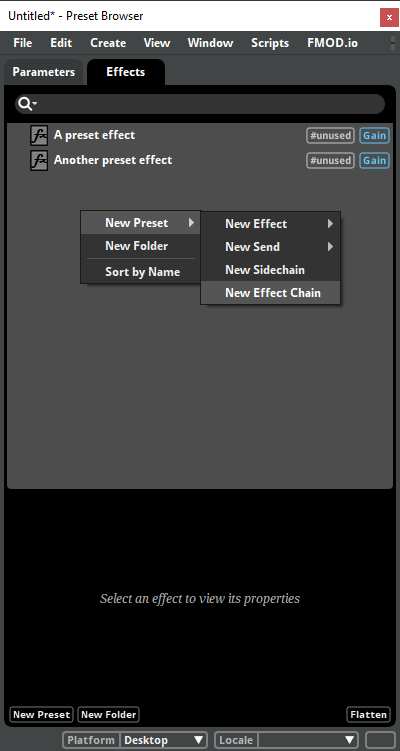 Untitled* - Preset Browser x
File Edit Create View Window Scripts FMOD.io
Parameters Effects
fx A preset effect #unused Gain
fx Another preset effect #unused Gain
New Preset New Effect
New Folder New Send
Sort by Name New Sidechain
New Effect Chain
Select an effect to view its properties
New Preset New Folder Flatten
Platform Desktop Locale